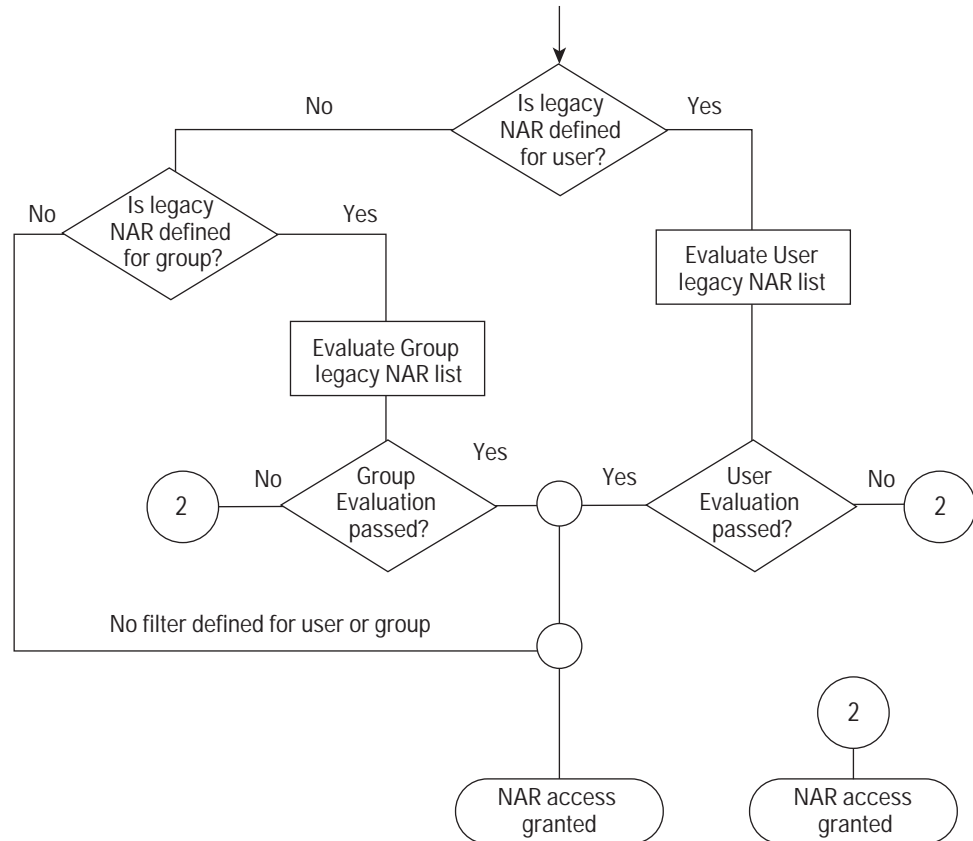 No
Is legacy
NAR defined
for user?
Yes
No
Is legacy
NAR defined
for group?
Yes
Evaluate User
legacy NAR list
Evaluate Group
legacy NAR list
2
No
Group
Evaluation
passed?
Yes
Yes
User
Evaluation
passed?
No
2
No filter defined for user or group
2
NAR access
granted
NAR access
granted